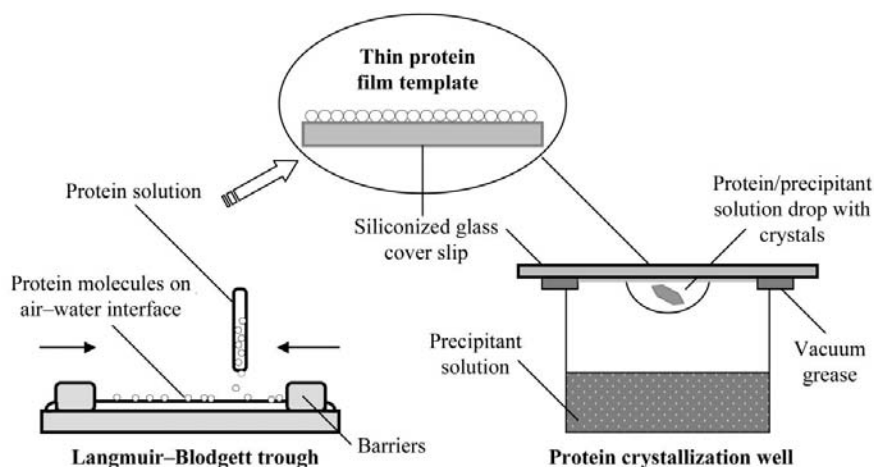 Thin protein
film template
Protein solution
Siliconized glass
cover slip
Protein/precipitant
solution drop with
crystals
Protein molecules on
air–water interface
Precipitant
solution
Vacuum
grease
Barriers
Langmuir–Blodgett trough
Protein crystallization well